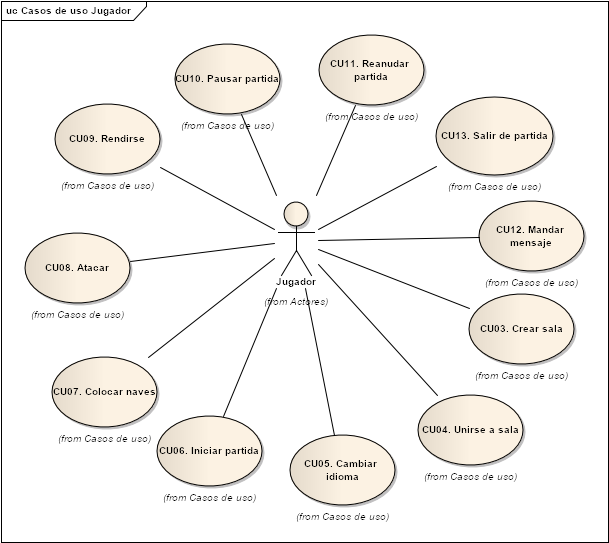 uc Casos de uso Jugador
CU10. Pausar partida
(from Casos de uso)
CU11. Reanudar
partida
(from Casos de uso)
CU09. Rendirse
(from Casos de uso)
CU13. Salir de partida
(from Casos de uso)
CU12. Mandar
mensaje
(from Casos de uso)
CU08. Atacar
(from Casos de uso)
Jugador
(from Actores)
CU03. Crear sala
(from Casos de uso)
CU07. Colocar naves
(from Casos de uso)
CU04. Unirse a sala
(from Casos de uso)
CU06. Iniciar partida
(from Casos de uso)
CU05. Cambiar
idioma
(from Casos de uso)